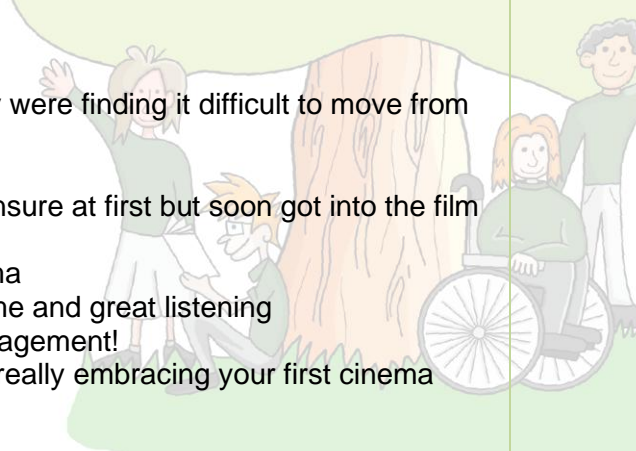 were finding it difficult to move from
nsure at first but soon got into the film
na
ne and great listening
agement!
really embracing your first cinema